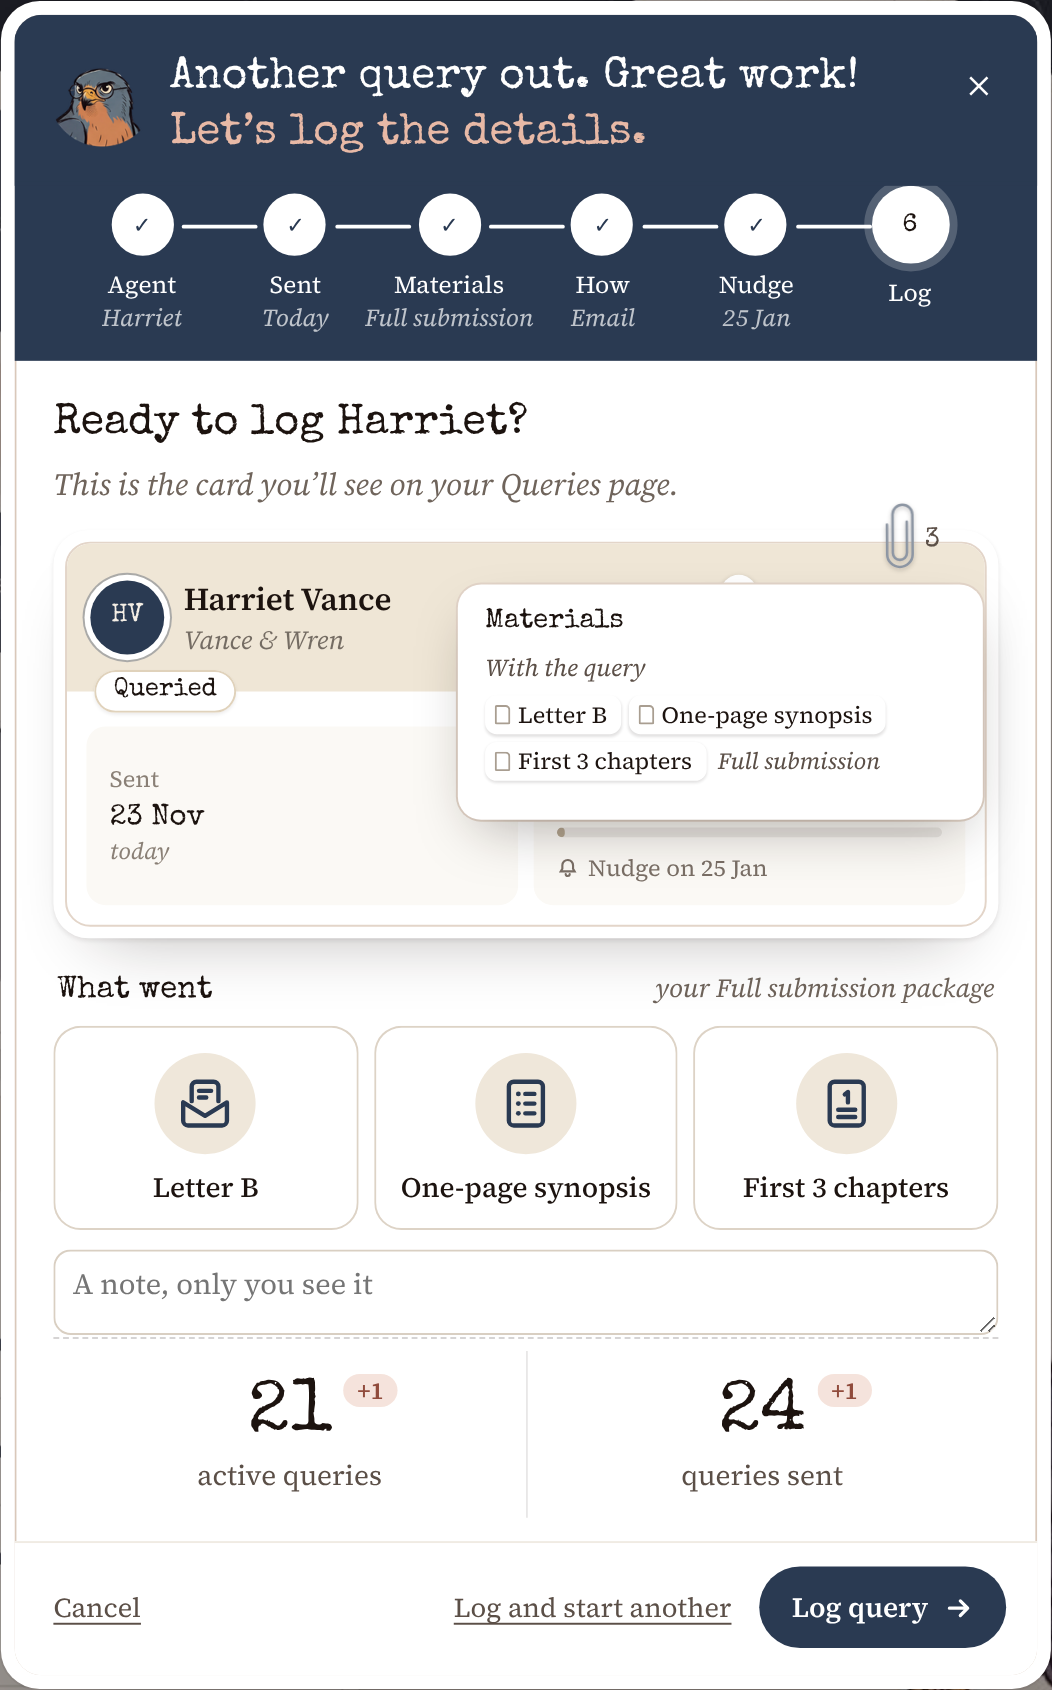 Another query out. Great work!
Let’s log the details.
✓ ✓ ✓ ✓ ✓ 6
Agent Sent Materials How Nudge Log
Harriet Today Full submission Email 25 Jan
Ready to log Harriet?
This is the card you’ll see on your Queries page.
3
HV
Harriet Vance
Vance & Wren
Queried
Materials
With the query
Letter B One-page synopsis
First 3 chapters Full submission
Sent
23 Nov
today
Nudge on 25 Jan
What went your Full submission package
1
Letter B One-page synopsis First 3 chapters
A note, only you see it
21 +1 24 +1
active queries queries sent
Cancel Log and start another Log query →